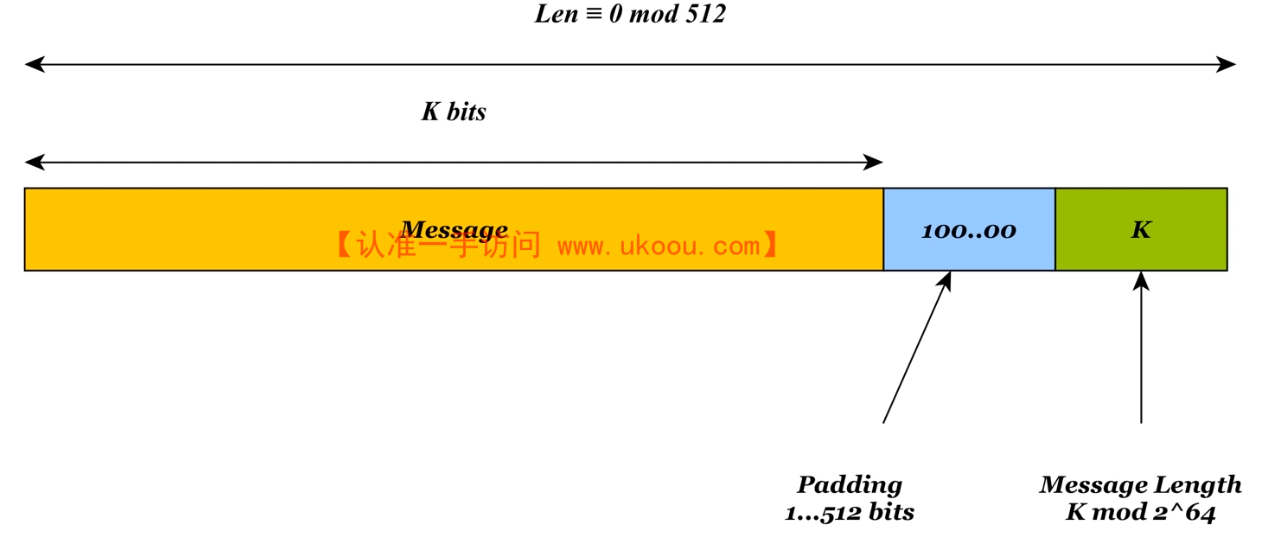 Len ≡ 0 mod 512
K bits
Message
【认准一手访问 www.ukoou.com】
100..00
K
Padding
1...512 bits
Message Length
K mod 2^64